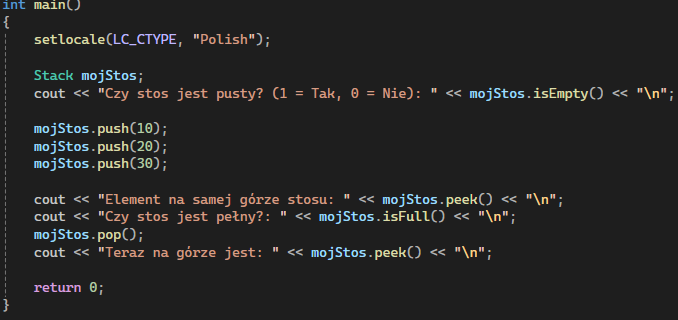 int main()
{
setlocale(LC_CTYPE, "Polish");
Stack mojStos;
cout << "Czy stos jest pusty? (1 = Tak, 0 = Nie): " << mojStos.isEmpty() << "\n";
mojStos.push(10);
mojStos.push(20);
mojStos.push(30);
cout << "Element na samej górze stosu: " << mojStos.peek() << "\n";
cout << "Czy stos jest pełny?: " << mojStos.isFull() << "\n";
mojStos.pop();
cout << "Teraz na górze jest: " << mojStos.peek() << "\n";
return 0;
}